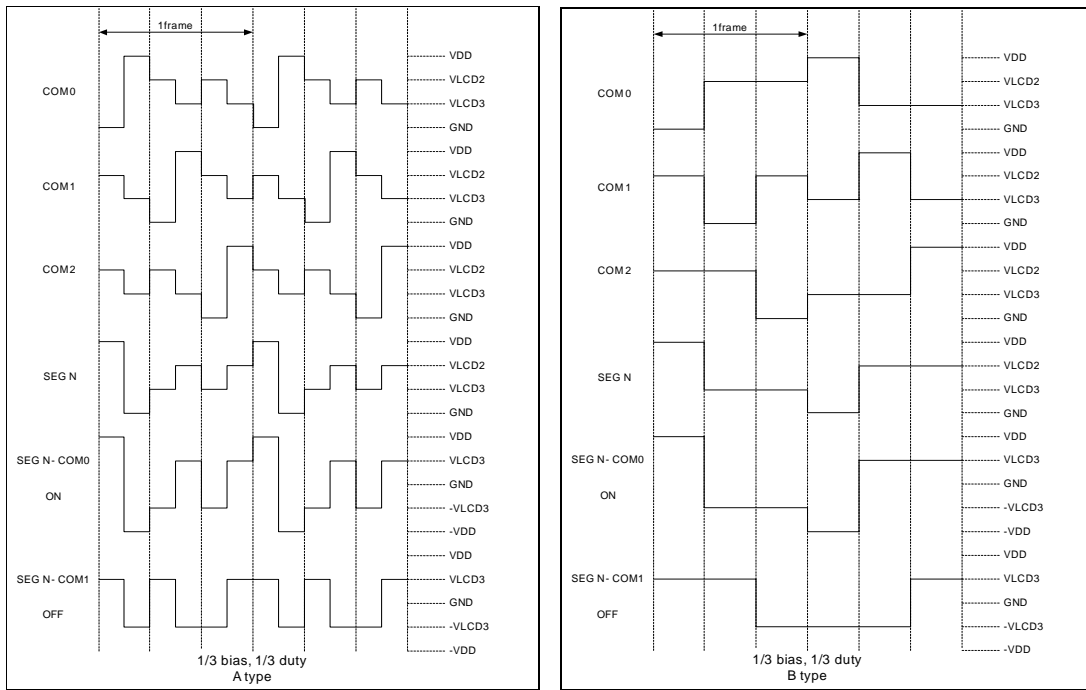 1frame
COM0
VDD
VLCD2
VLCD3
GND
COM1
VDD
VLCD2
VLCD3
GND
COM2
VDD
VLCD2
VLCD3
GND
SEG N
VDD
VLCD2
VLCD3
GND
SEG N- COM0
ON
VDD
VLCD3
GND
-VLCD3
-VDD
SEG N- COM1
OFF
VDD
VLCD3
GND
-VLCD3
-VDD
1/3 bias, 1/3 duty
A type
1frame
COM0
VDD
VLCD2
VLCD3
GND
COM1
VDD
VLCD2
VLCD3
GND
COM2
VDD
VLCD2
VLCD3
GND
SEG N
VDD
VLCD2
VLCD3
GND
SEG N- COM0
ON
VDD
VLCD3
GND
-VLCD3
-VDD
SEG N- COM1
OFF
VDD
VLCD3
GND
-VLCD3
-VDD
1/3 bias, 1/3 duty
B type